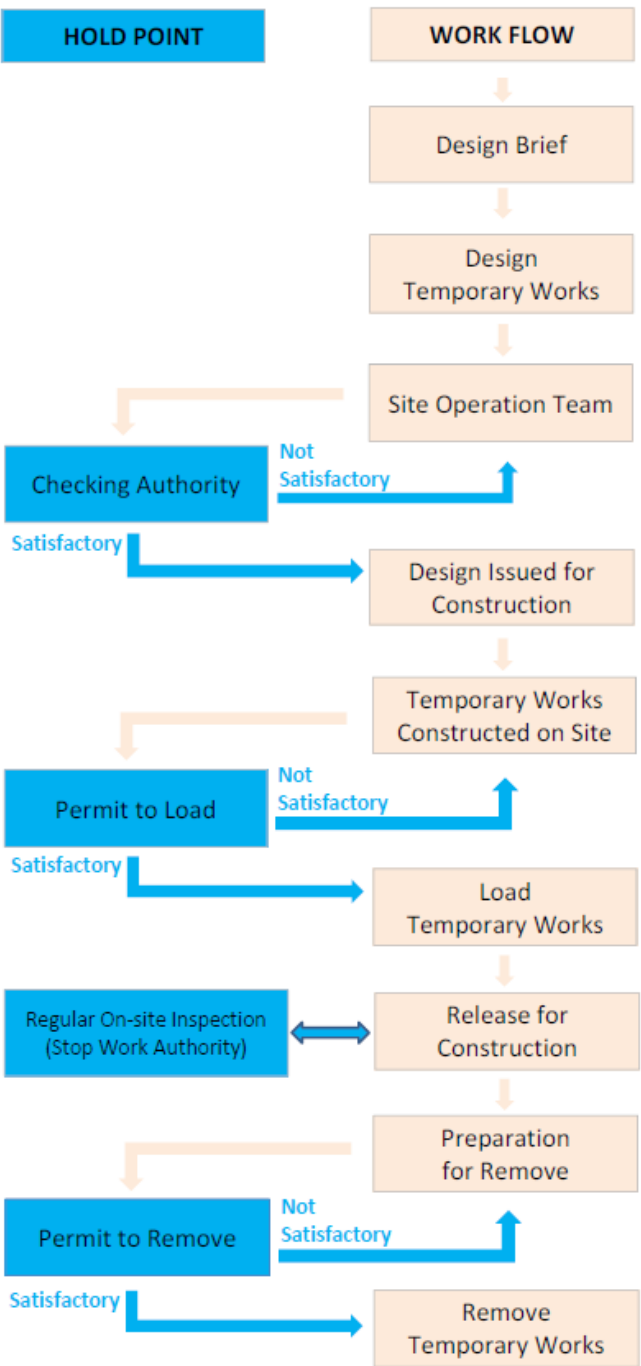 HOLD POINT
WORK FLOW
Design Brief
Design
Temporary Works
Site Operation Team
Checking Authority
Not
Satisfactory
Satisfactory
Design Issued for
Construction
Temporary Works
Constructed on Site
Permit to Load
Not
Satisfactory
Satisfactory
Load
Temporary Works
Regular On-site Inspection
(Stop Work Authority)
Release for
Construction
Preparation
for Remove
Permit to Remove
Not
Satisfactory
Satisfactory
Remove
Temporary Works